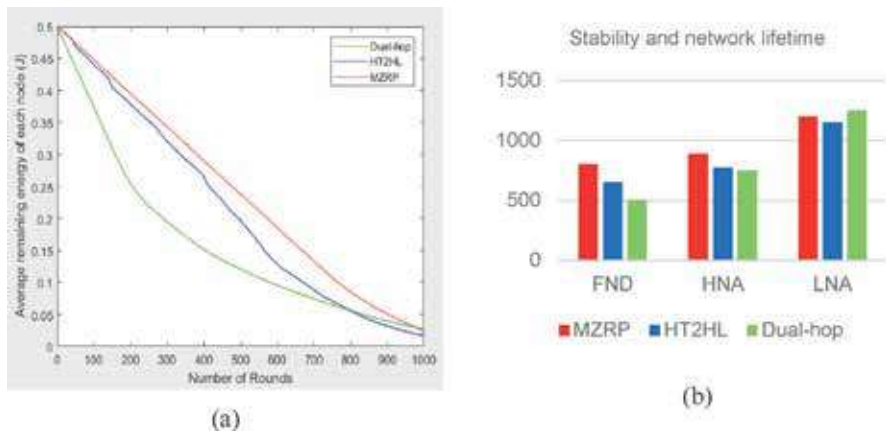 0.5
0.45
0.4
0.35
0.3
0.25
0.2
0.15
0.1
0.05
0
Average remaining energy of each node (J)
Dual-hop
HT2HL
MZRP
0 100 200 300 400 500 600 700 800 900 1000
Number of Rounds
(a)
Stability and network lifetime
1500
1000
500
0
FND HNA LNA
MZRP HT2HL Dual-hop
(b)